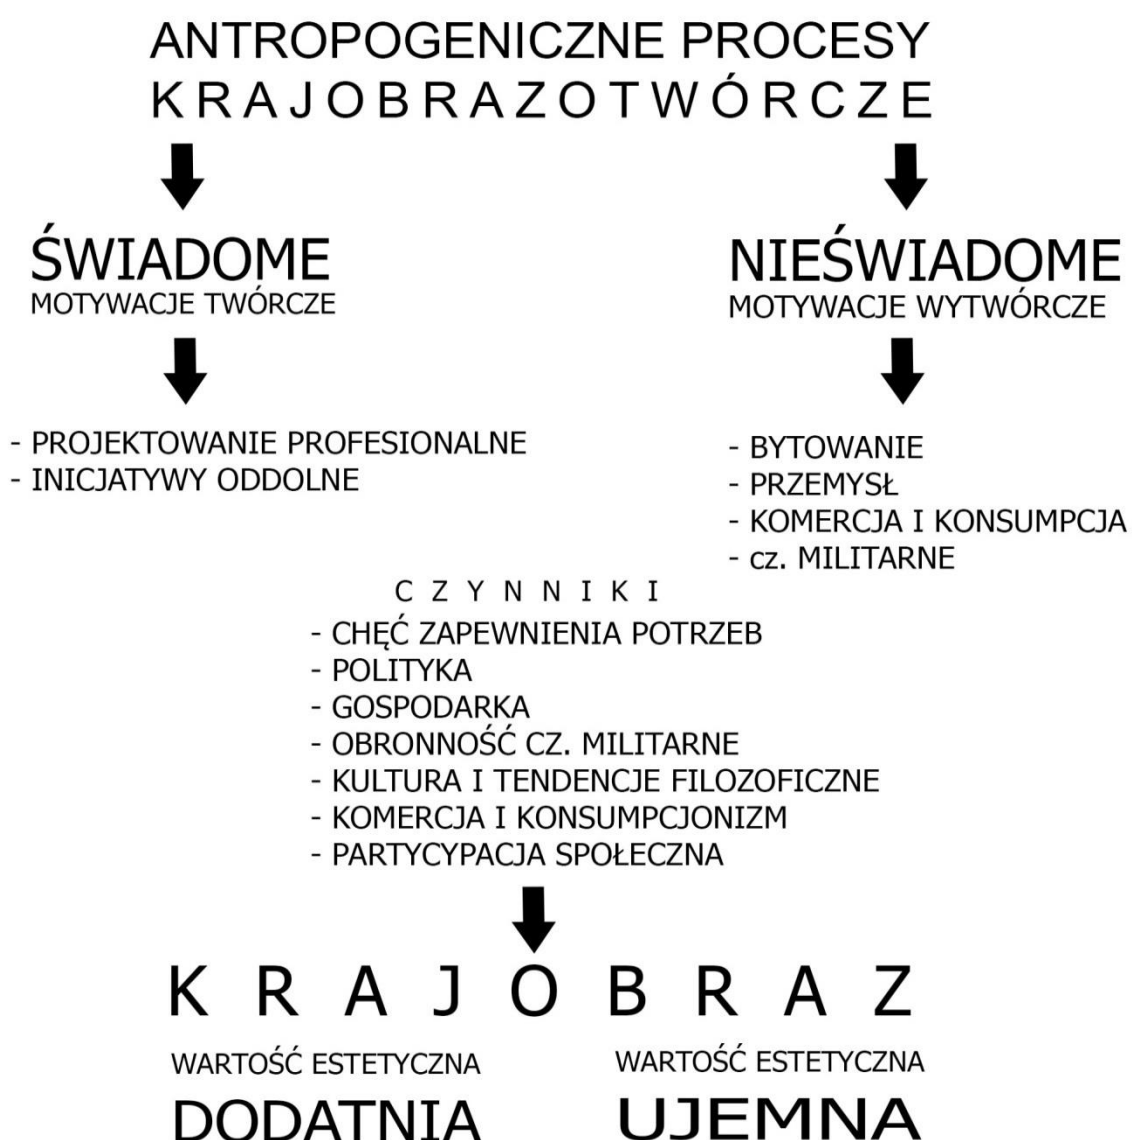 ANTROPOGENICZNE PROCESY
KRAJOBRAZOTWÓRCZE
ŚWIADOME
MOTYWACJE TWÓRCZE
NIEŚWIADOME
MOTYWACJE WYTWÓRCZE
- PROJEKTOWANIE PROFESIONALNE
- INICJATYWY ODDOLNE
- BYTOWANIE
- PRZEMYSŁ
- KOMERCJA I KONSUMPCJA
- cz. MILITARNE
CZYNNIKI
- CHĘĆ ZAPEWNIENIA POTRZEB
- POLITYKA
- GOSPODARKA
- OBRONNOŚĆ CZ. MILITARNE
- KULTURA I TENDENCJE FILOZOFICZNE
- KOMERCJA I KONSUMPCJONIZM
- PARTYCYPACJA SPOŁECZNA
KRAJOBRAZ
WARTOŚĆ ESTETYCZNA
DODATNIA
WARTOŚĆ ESTETYCZNA
UJEMNA